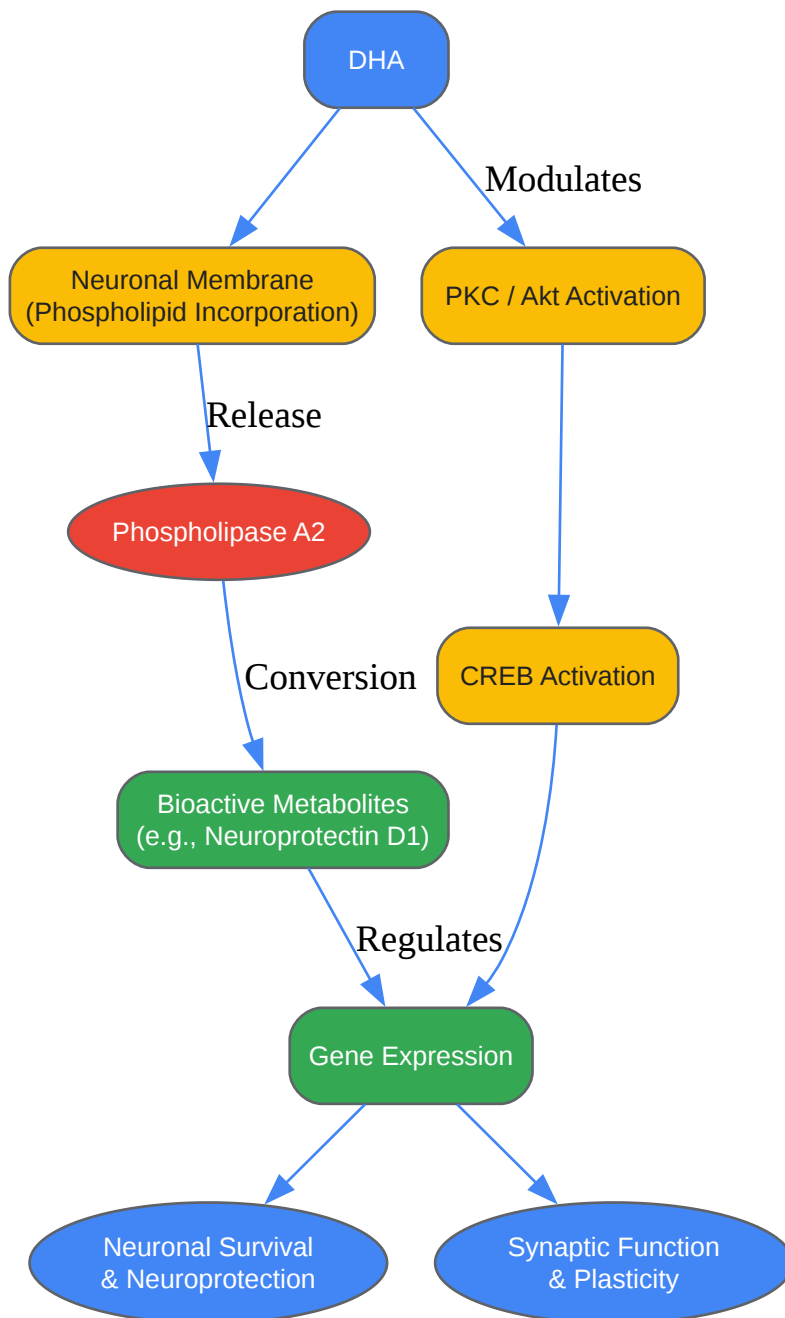 DHA
Modulates
Neuronal Membrane
(Phospholipid Incorporation)
PKC / Akt Activation
Release
Phospholipase A2
Conversion
CREB Activation
Bioactive Metabolites
(e.g., Neuroprotectin D1)
Regulates
Gene Expression
Neuronal Survival
& Neuroprotection
Synaptic Function
& Plasticity